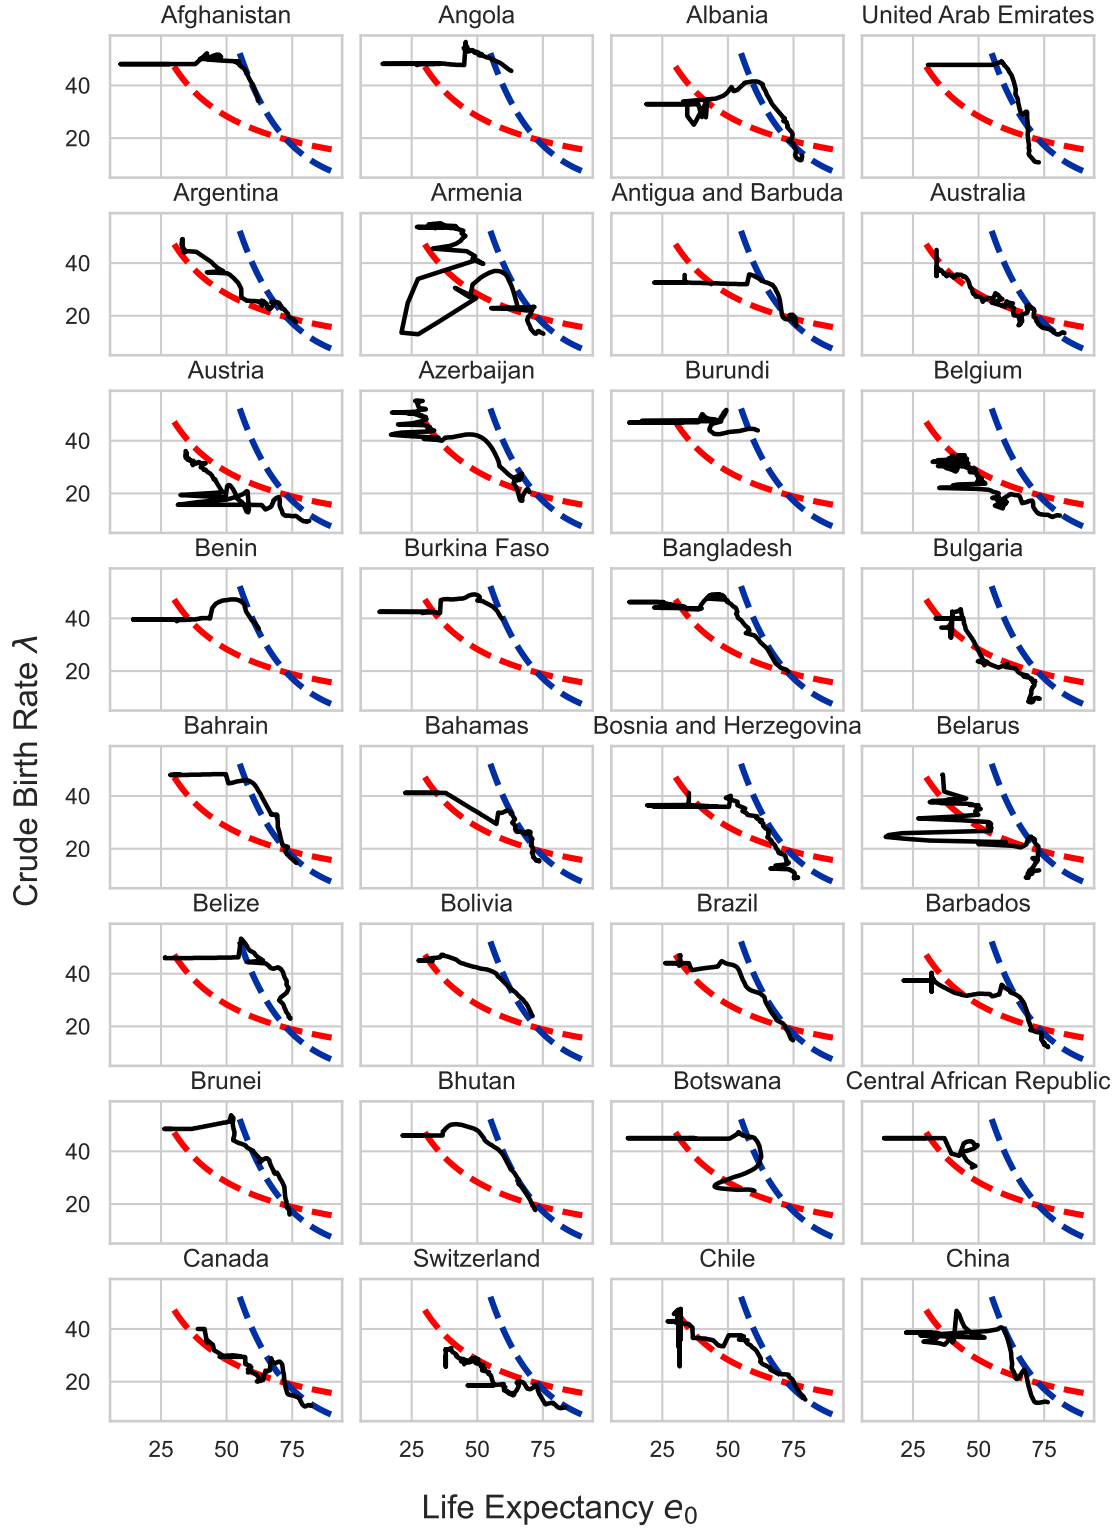 Afghanistan Angola Albania United Arab Emirates
40
20
Argentina Armenia Antigua and Barbuda Australia
40
20
Austria Azerbaijan Burundi Belgium
40
20
Benin Burkina Faso Bangladesh Bulgaria
40
20
Bahrain Bahamas Bosnia and Herzegovina Belarus
40
20
Belize Bolivia Brazil Barbados
40
20
Brunei Bhutan Botswana Central African Republic
40
20
Canada Switzerland Chile China
40
20
25 50 75 25 50 75 25 50 75 25 50 75
Life Expectancy e₀
Crude Birth Rate λ